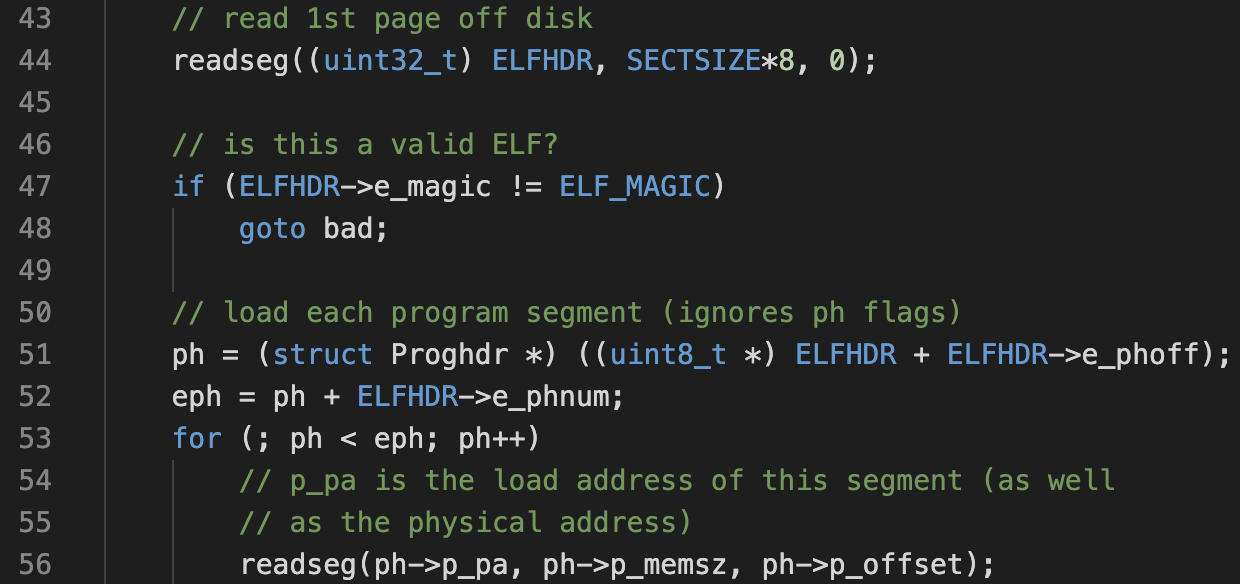 43 // read 1st page off disk
44 readseg((uint32_t) ELFHDR, SECTSIZE*8, 0);
45
46 // is this a valid ELF?
47 if (ELFHDR->e_magic != ELF_MAGIC)
48 goto bad;
49
50 // load each program segment (ignores ph flags)
51 ph = (struct Proghdr *) ((uint8_t *) ELFHDR + ELFHDR->e_phoff);
52 eph = ph + ELFHDR->e_phnum;
53 for (; ph < eph; ph++)
54 // p_pa is the load address of this segment (as well
55 // as the physical address)
56 readseg(ph->p_pa, ph->p_memsz, ph->p_offset);